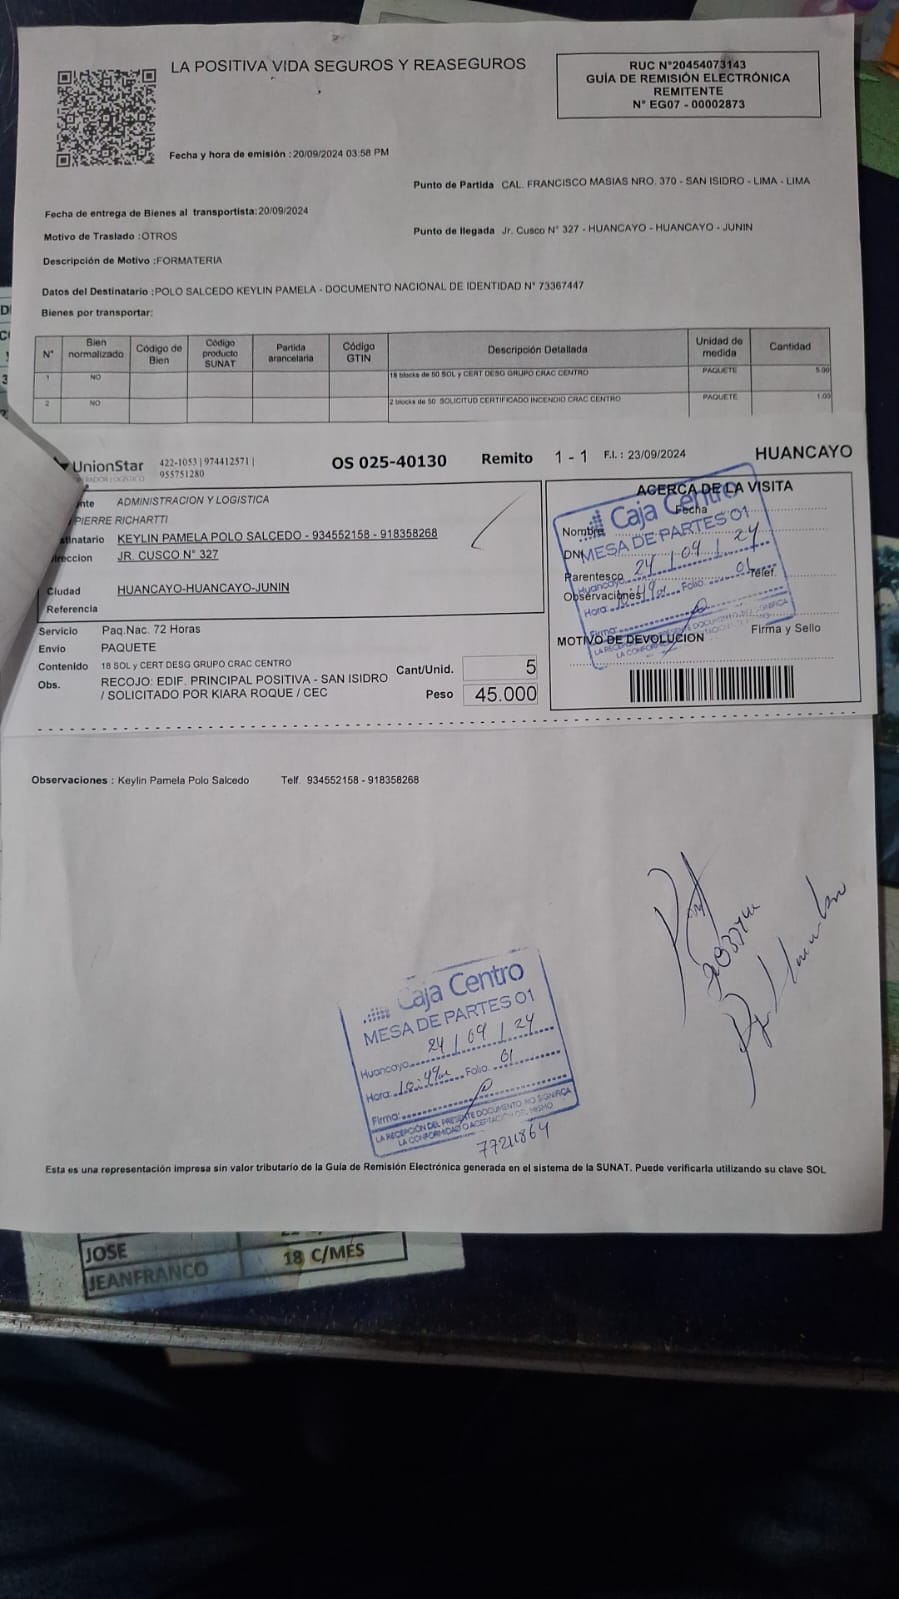 LA POSITIVA VIDA SEGUROS Y REASEGUROS
RUC N°20454073143
GUÍA DE REMISIÓN ELECTRÓNICA
REMITENTE
N° EG07 - 00002873
Fecha y hora de emisión :20/09/2024 03:58 PM
Punto de Partida CAL. FRANCISCO MASIAS NRO. 370 - SAN ISIDRO - LIMA - LIMA
Fecha de entrega de Bienes al transportista:20/09/2024
Punto de llegada Jr. Cusco N° 327 - HUANCAYO - HUANCAYO - JUNIN
Motivo de Traslado :OTROS
Descripción de Motivo :FORMATERIA
Datos del Destinatario :POLO SALCEDO KEYLIN PAMELA - DOCUMENTO NACIONAL DE IDENTIDAD N° 73367447
Bienes por transportar:
N° Bien normalizado Código de Bien Código producto SUNAT Partida arancelaria Código GTIN Descripción Detallada Unidad de medida Cantidad
1 NO 18 blocks de 50 SOL y CERT DESG GRUPO CRAC CENTRO PAQUETE 5.00
2 NO 2 blocks de 50 SOLICITUD CERTIFICADO INCENDIO CRAC CENTRO PAQUETE 1.00
UnionStar 422-1053 | 974412571 |
955751280
OS 025-40130 Remito 1 - 1 F.I.: 23/09/2024 HUANCAYO
nte ADMINISTRACION Y LOGISTICA
PIERRE RICHARTTI
tinatario KEYLIN PAMELA POLO SALCEDO - 934552158 - 918358268
ireccion JR. CUSCO N° 327
Ciudad HUANCAYO-HUANCAYO-JUNIN
Referencia
Servicio Paq.Nac. 72 Horas
Envio PAQUETE
Contenido 18 SOL y CERT DESG GRUPO CRAC CENTRO
Obs. RECOJO: EDIF. PRINCIPAL POSITIVA - SAN ISIDRO
/ SOLICITADO POR KIARA ROQUE / CEC
Cant/Unid. 5
Peso 45.000
ACERCA DE LA VISITA
Fecha
Nombre
DNI
Parentesco
Telef.
Observaciones
MOTIVO DE DEVOLUCION
Firma y Sello
Caja Centro
MESA DE PARTES 01
Huancayo 24 / 09 / 24
Hora: Folio. 01
Firma:
Observaciones : Keylin Pamela Polo Salcedo Telf. 934552158 - 918358268
Caja Centro
MESA DE PARTES 01
Huancayo 24 / 09 / 24
Hora: 10:49am Folio. 01
Firma:
LA RECEPCIÓN DEL PRESENTE DOCUMENTO NO SIGNIFICA
LA CONFORMIDAD O ACEPTACIÓN DEL MISMO
77211864
Esta es una representación impresa sin valor tributario de la Guía de Remisión Electrónica generada en el sistema de la SUNAT. Puede verificarla utilizando su clave SOL
JOSE
JEANFRANCO 18 C/MES